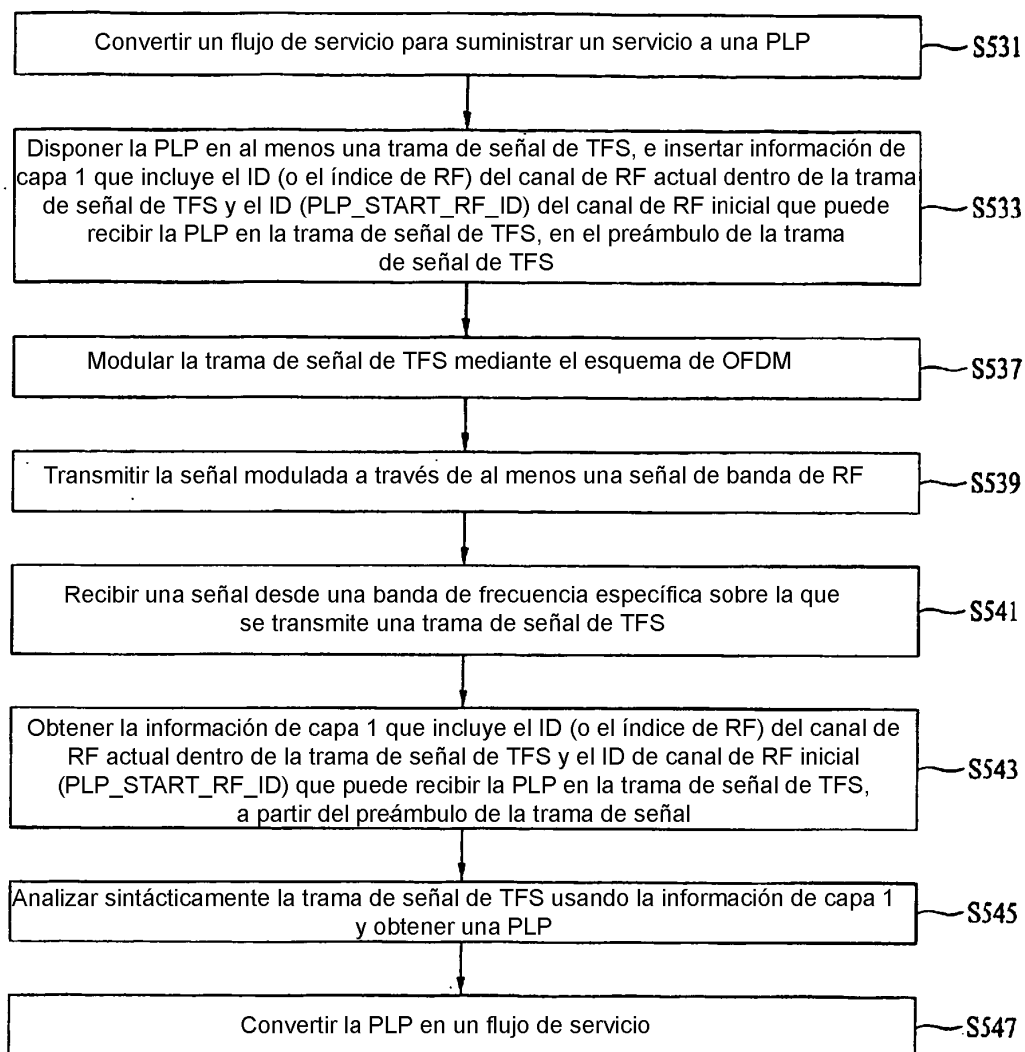 Convertir un flujo de servicio para suministrar un servicio a una PLP
S531
Disponer la PLP en al menos una trama de señal de TFS, e insertar información de
capa 1 que incluye el ID (o el índice de RF) del canal de RF actual dentro de la trama
de señal de TFS y el ID (PLP_START_RF_ID) del canal de RF inicial que puede
recibir la PLP en la trama de señal de TFS, en el preámbulo de la trama
de señal de TFS
S533
Modular la trama de señal de TFS mediante el esquema de OFDM
S537
Transmitir la señal modulada a través de al menos una señal de banda de RF
S539
Recibir una señal desde una banda de frecuencia específica sobre la que
se transmite una trama de señal de TFS
S541
Obtener la información de capa 1 que incluye el ID (o el índice de RF) del canal de
RF actual dentro de la trama de señal de TFS y el ID de canal de RF inicial
(PLP_START_RF_ID) que puede recibir la PLP en la trama de señal de TFS,
a partir del preámbulo de la trama de señal
S543
Analizar sintácticamente la trama de señal de TFS usando la información de capa 1
y obtener una PLP
S545
Convertir la PLP en un flujo de servicio
S547